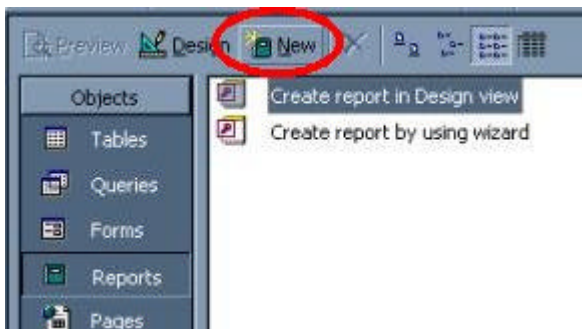 Preview Design New
Objects
Create report in Design view
Create report by using wizard
Tables
Queries
Forms
Reports
Pages